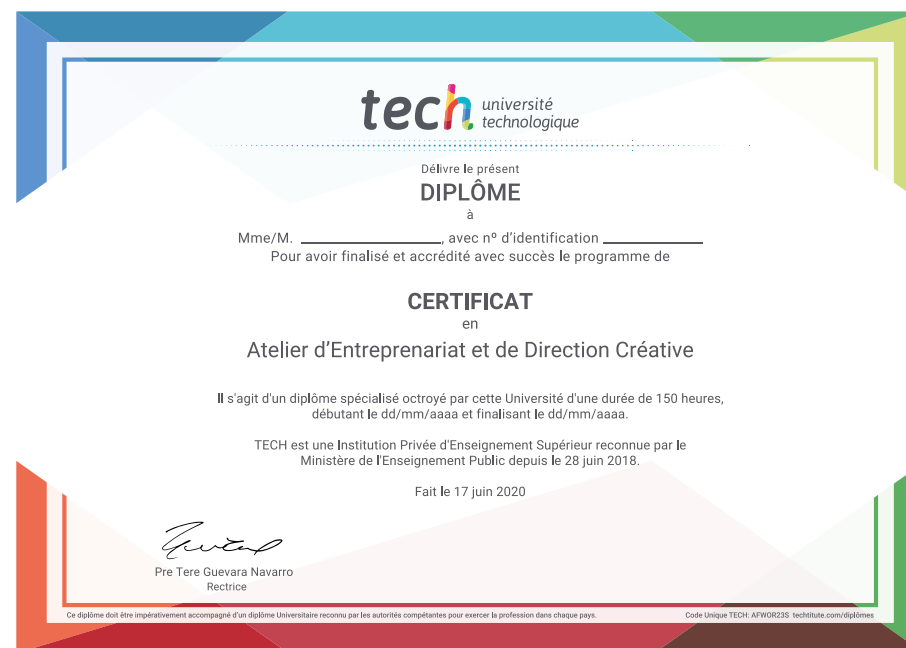 tech université
technologique
Délivre le présent
DIPLÔME
à
Mme/M. ____________________, avec nº d'identification ______________
Pour avoir finalisé et accrédité avec succès le programme de
CERTIFICAT
en
Atelier d'Entreprenariat et de Direction Créative
Il s'agit d'un diplôme spécialisé octroyé par cette Université d'une durée de 150 heures,
débutant le dd/mm/aaaa et finalisant le dd/mm/aaaa.
TECH est une Institution Privée d'Enseignement Supérieur reconnue par le
Ministère de l'Enseignement Public depuis le 28 juin 2018.
Fait le 17 juin 2020
Pre Tere Guevara Navarro
Rectrice
Ce diplôme doit être impérativement accompagné d'un diplôme Universitaire reconnu par les autorités compétantes pour exercer la profession dans chaque pays.
Code Unique TECH: AFWOR23S techtitute.com/diplômes